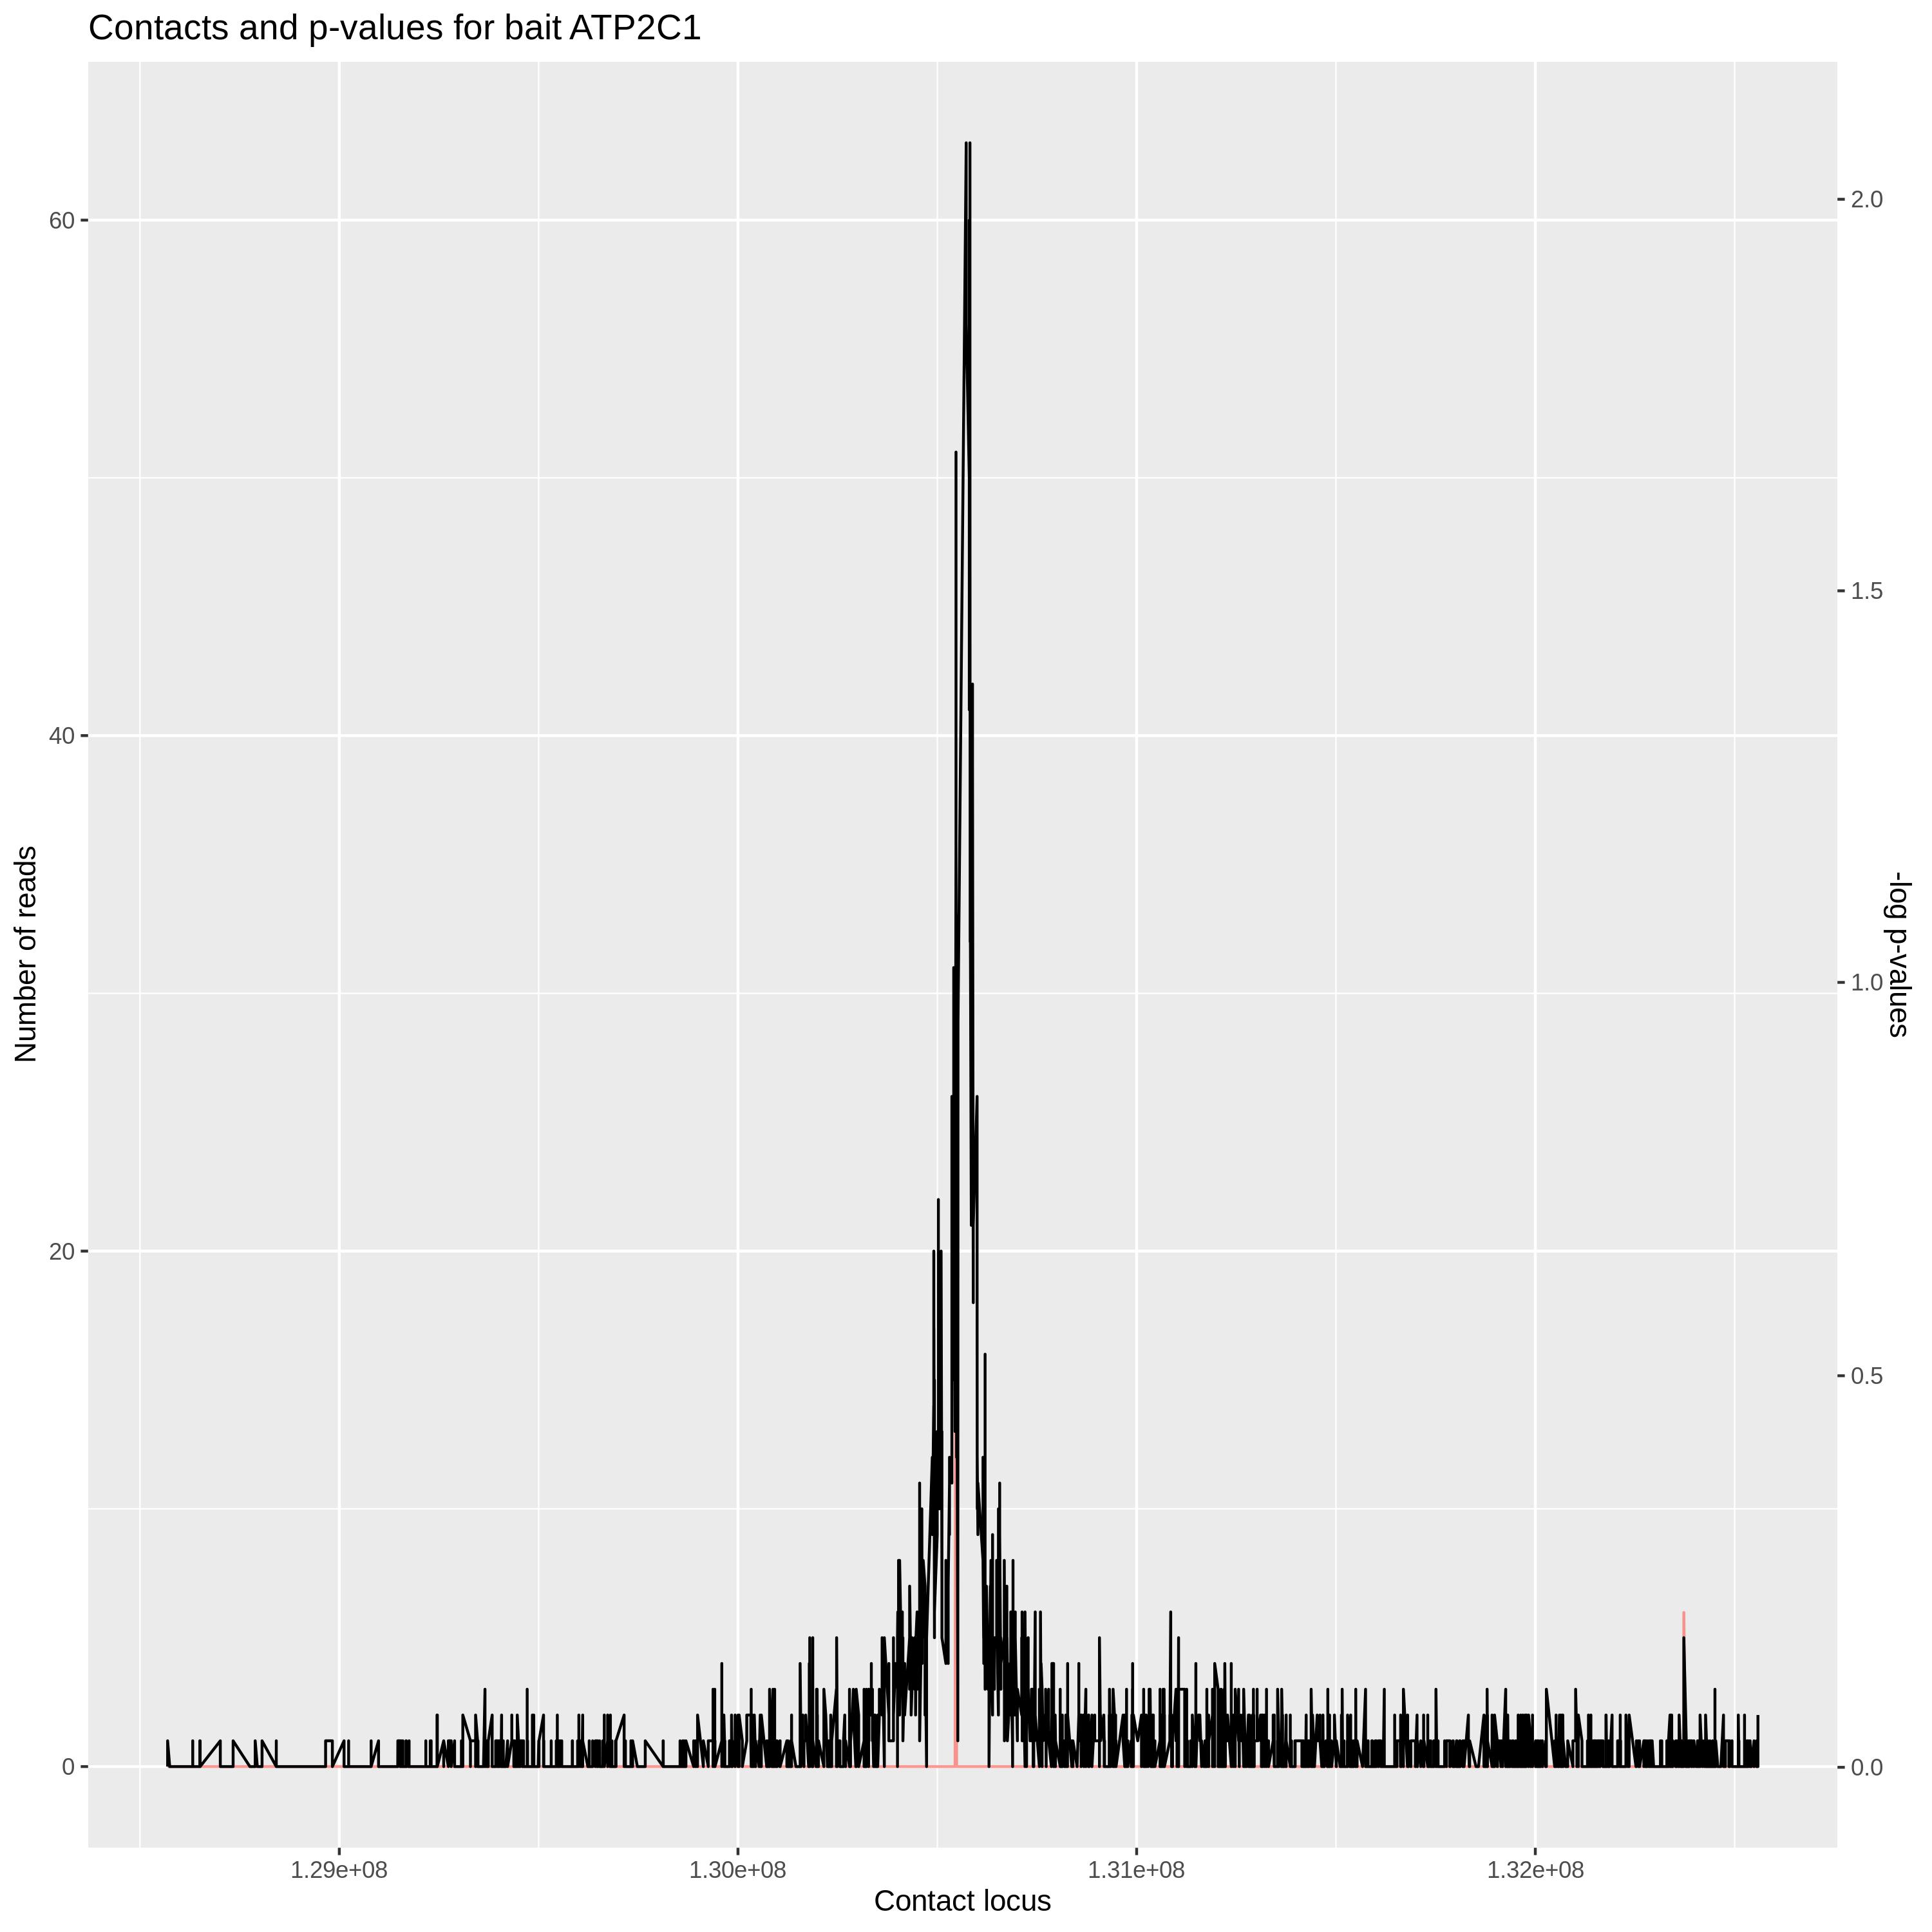 Contacts and p-values for bait ATP2C1
60
40
20
0
2.0
1.5
1.0
0.5
0.0
Number of reads
-log p-values
1.29e+08
1.30e+08
1.31e+08
1.32e+08
Contact locus